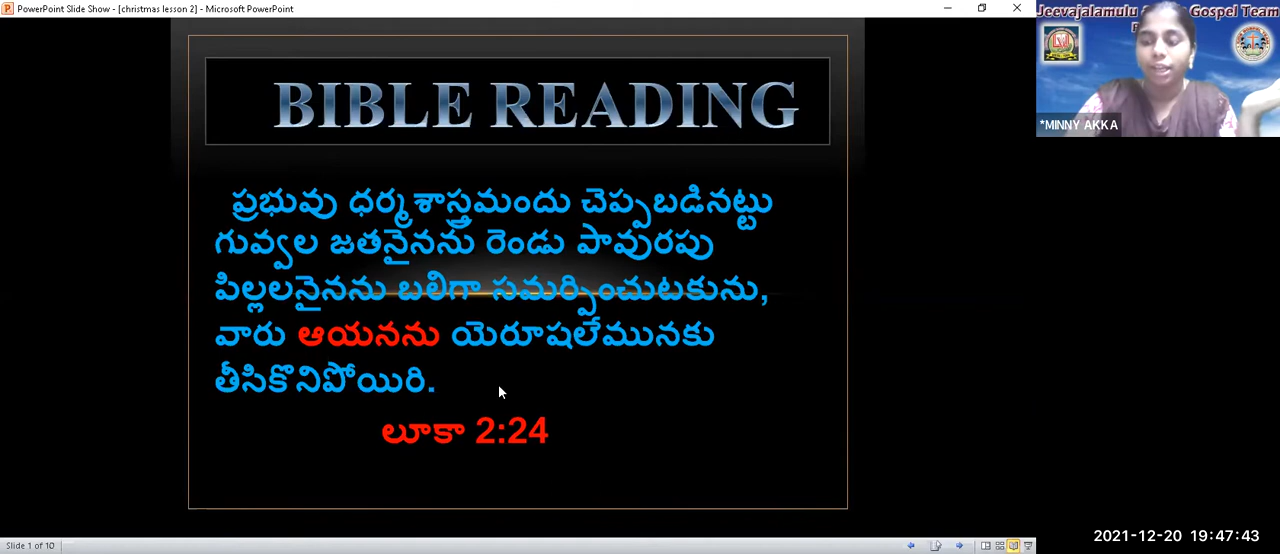 PowerPoint Slide Show - [christmas lesson 2] - Microsoft PowerPoint
Jeevajalamulu Gospel Team
BIBLE READING
*MINNY AKKA
ప్రభువు ధర్మశాస్త్రమందు చెప్పబడినట్టు
గువ్వల జతనైనను రెండు పావురపు
పిల్లలనైనను బలిగా సమర్పించుటకును,
వారు ఆయనను యెరూషలేమునకు
తీసికొనిపోయిరి.
లూకా 2:24
2021-12-20 19:47:43
Slide 1 of 10